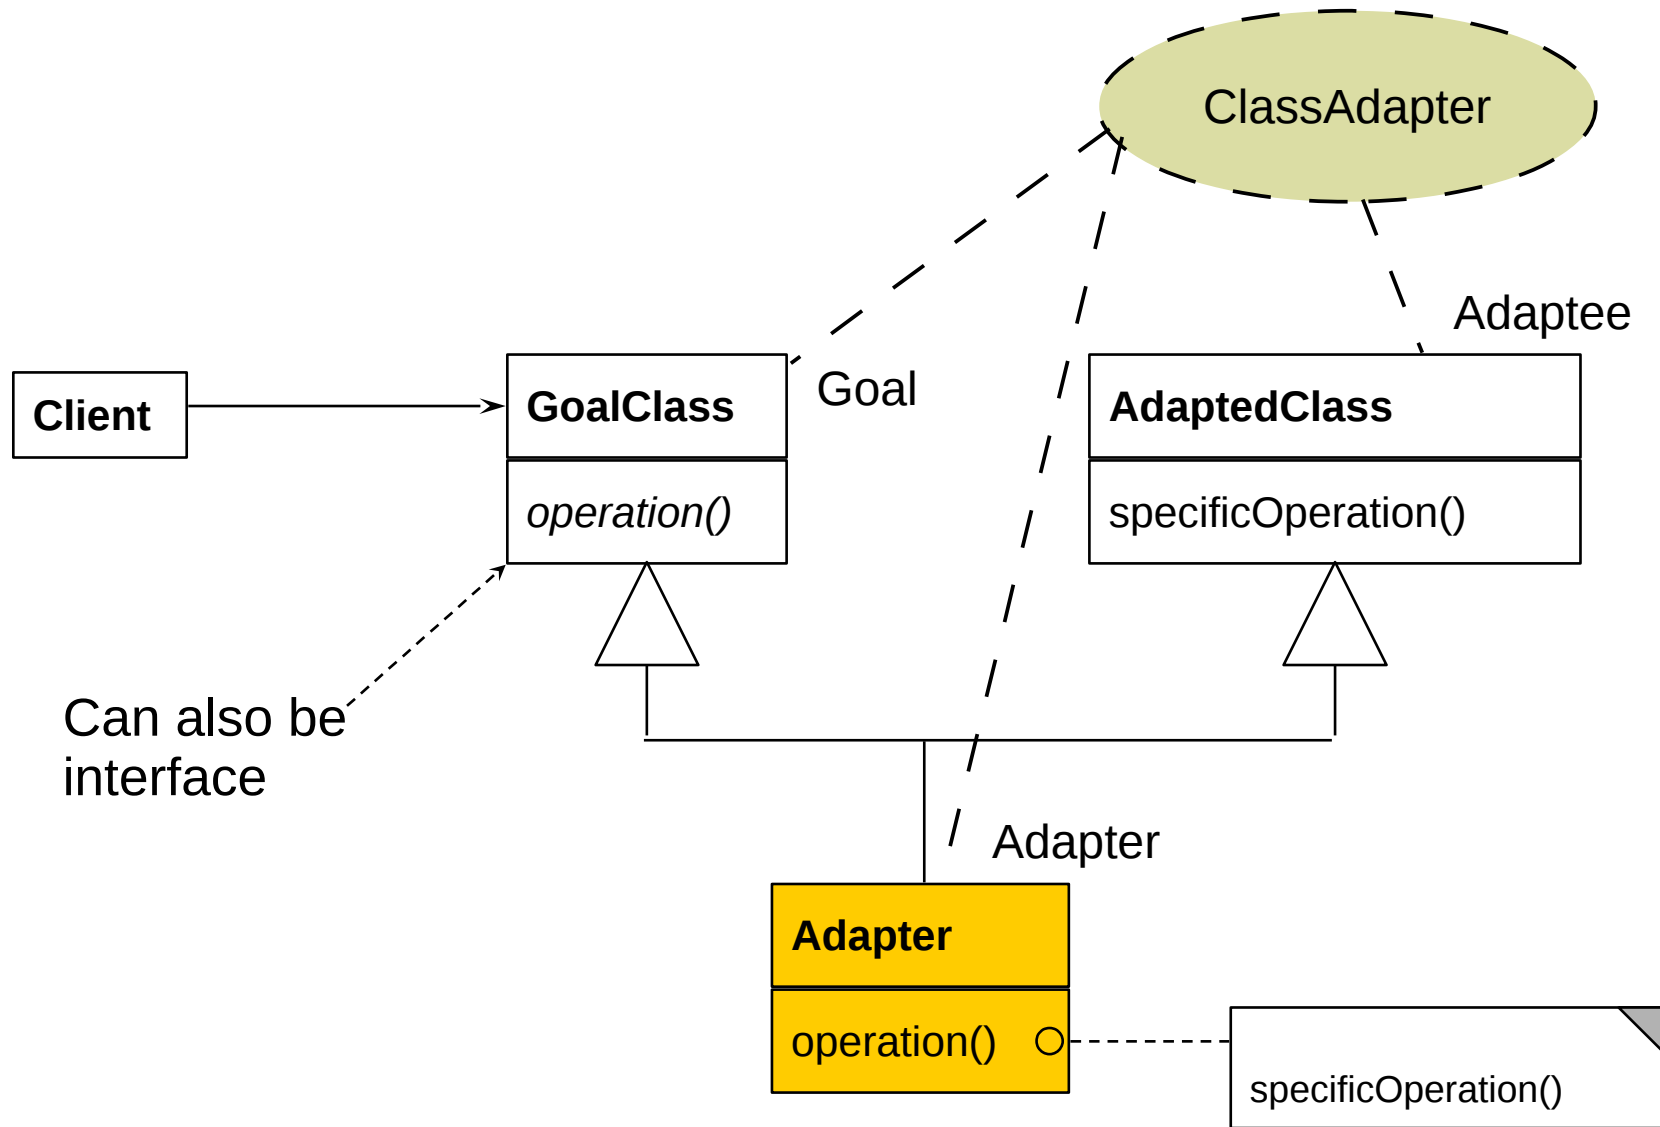 ClassAdapter
Adaptee
Goal
Client
GoalClass
AdaptedClass
operation()
specificOperation()
Can also be
interface
Adapter
Adapter
operation()
specificOperation()